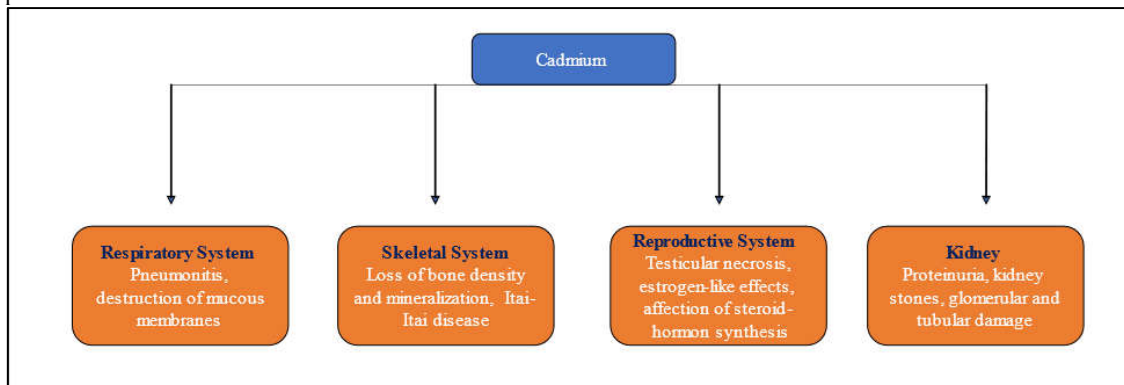 Cadmium
Respiratory System
Pneumonitis,
destruction of mucous
membranes
Skeletal System
Loss of bone density
and mineralization, Itai-
Itai disease
Reproductive System
Testicular necrosis,
estrogen-like effects,
affection of steroid-
hormon synthesis
Kidney
Proteinuria, kidney
stones, glomerular and
tubular damage